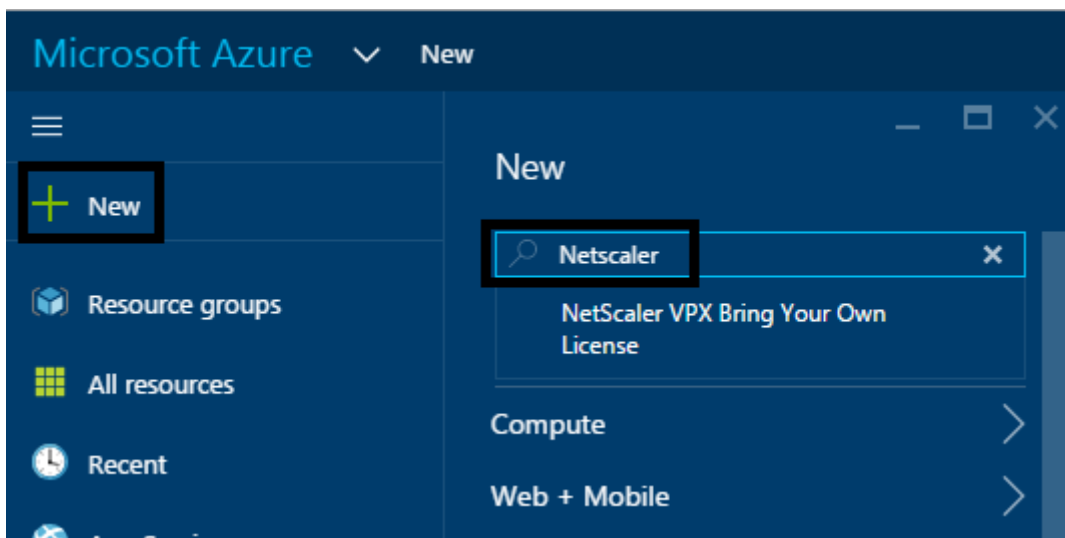 Microsoft Azure New
New
Resource groups
All resources
Recent
New
Netscaler
NetScaler VPX Bring Your Own
License
Compute
Web + Mobile